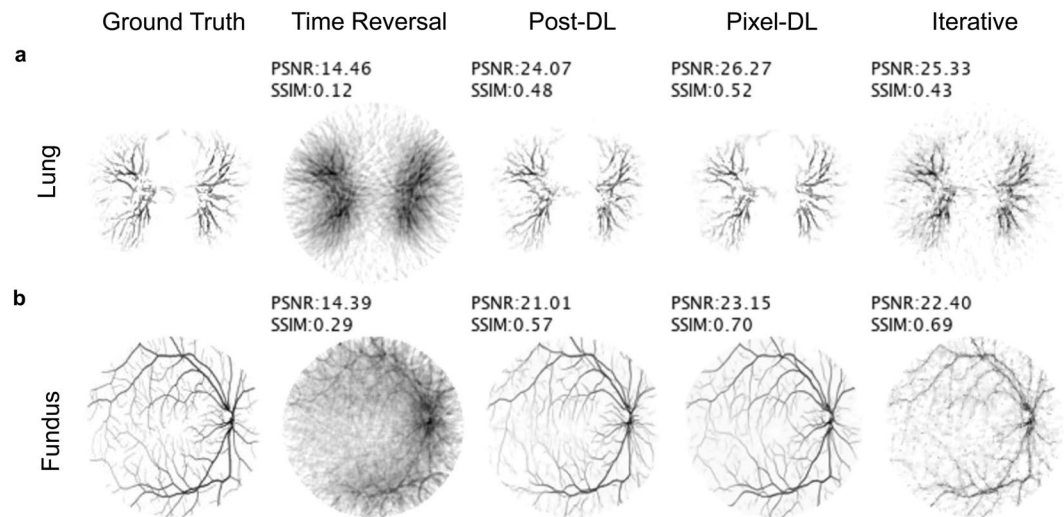 Ground Truth Time Reversal Post-DL Pixel-DL Iterative
a
PSNR:14.46 PSNR:24.07 PSNR:26.27 PSNR:25.33
SSIM:0.12 SSIM:0.48 SSIM:0.52 SSIM:0.43
Lung
b
PSNR:14.39 PSNR:21.01 PSNR:23.15 PSNR:22.40
SSIM:0.29 SSIM:0.57 SSIM:0.70 SSIM:0.69
Fundus